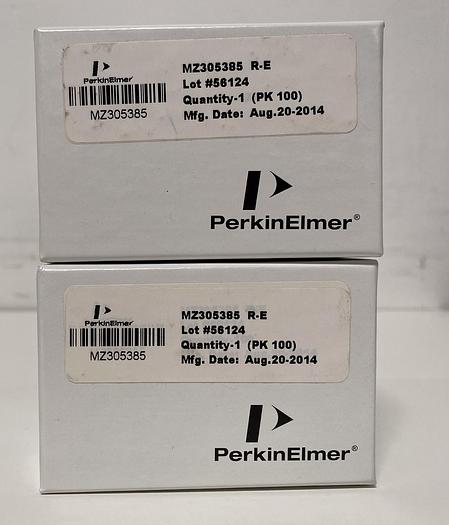 PerkinElmer
MZ305385
MZ305385 R-E
Lot #56124
Quantity-1 (PK 100)
Mfg. Date: Aug.20-2014
PerkinElmer®
PerkinElmer
MZ305385
MZ305385 R-E
Lot #56124
Quantity-1 (PK 100)
Mfg. Date: Aug.20-2014
PerkinElmer®